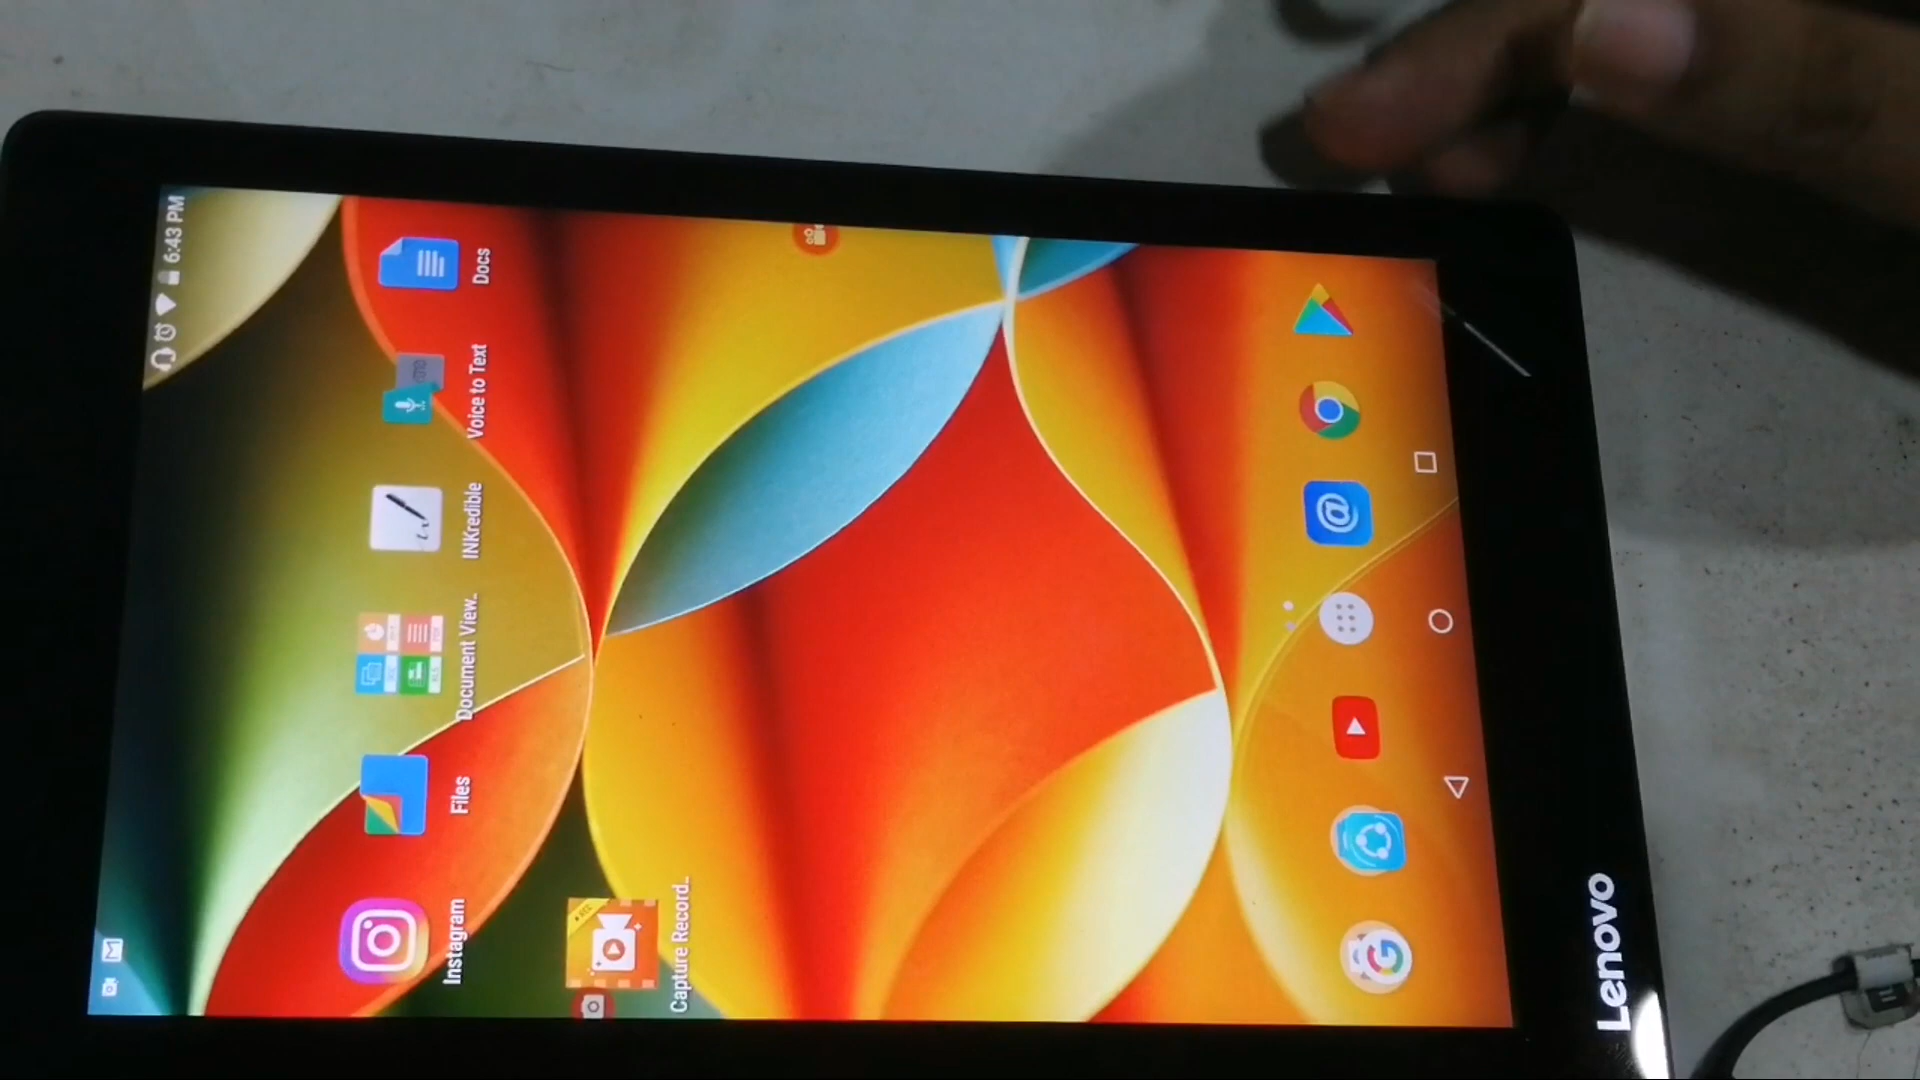 6:43 PM
Instagram
Files
Document View..
INKredible
Voice to Text
Docs
Capture Record..
Lenovo